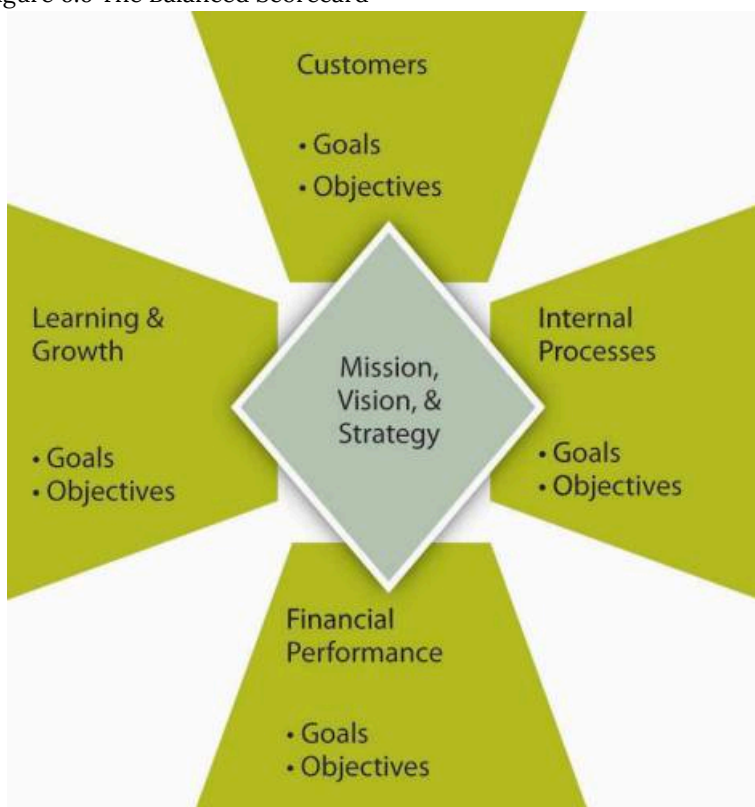 Customers
• Goals
• Objectives
Learning &
Growth
• Goals
• Objectives
Mission,
Vision, &
Strategy
Internal
Processes
• Goals
• Objectives
Financial
Performance
• Goals
• Objectives